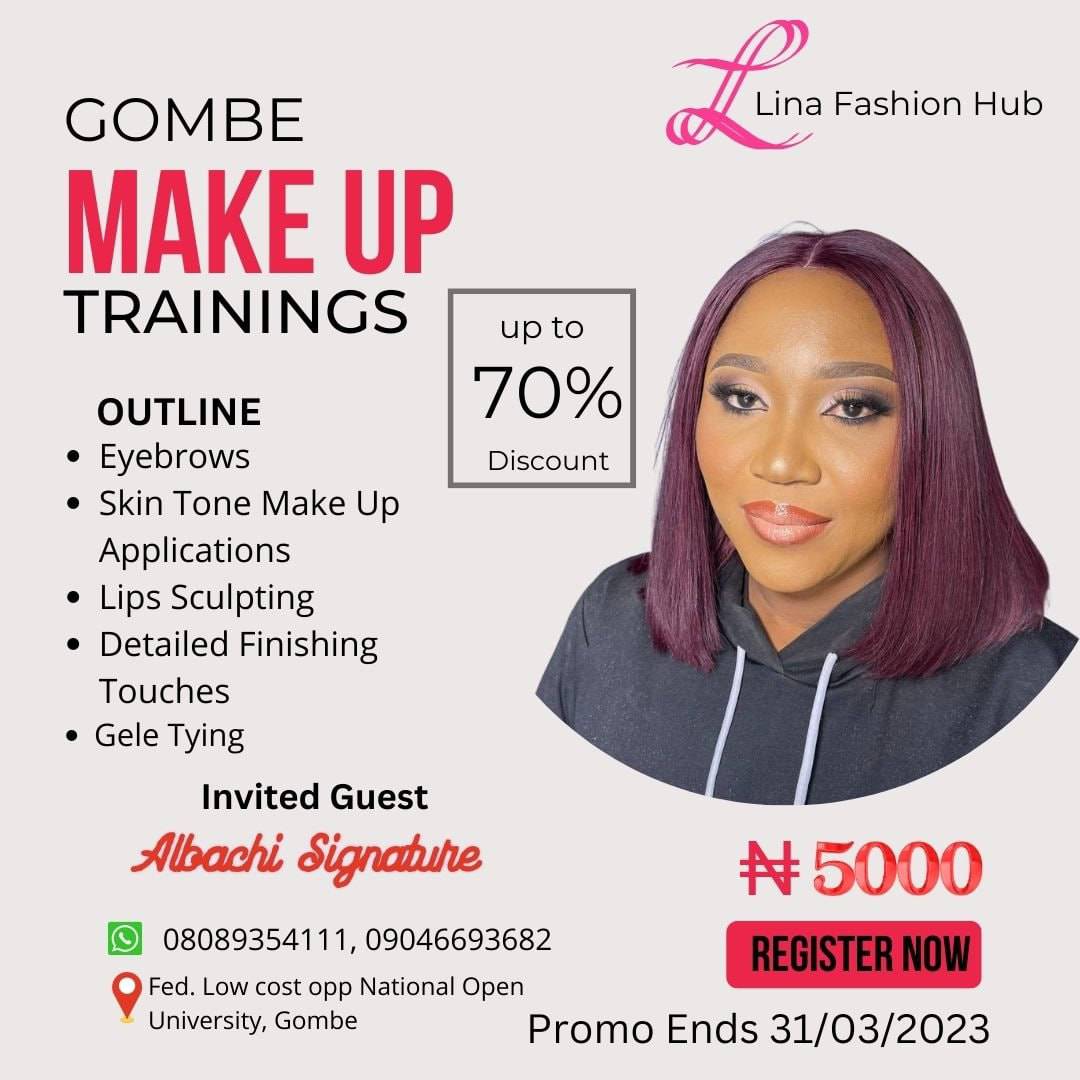 Lina Fashion Hub
GOMBE
MAKE UP
TRAININGS
up to
70%
Discount
OUTLINE
• Eyebrows
• Skin Tone Make Up
Applications
• Lips Sculpting
• Detailed Finishing
Touches
• Gele Tying
Invited Guest
Albachi Signature
₦ 5000
08089354111, 09046693682
REGISTER NOW
Fed. Low cost opp National Open
University, Gombe
Promo Ends 31/03/2023